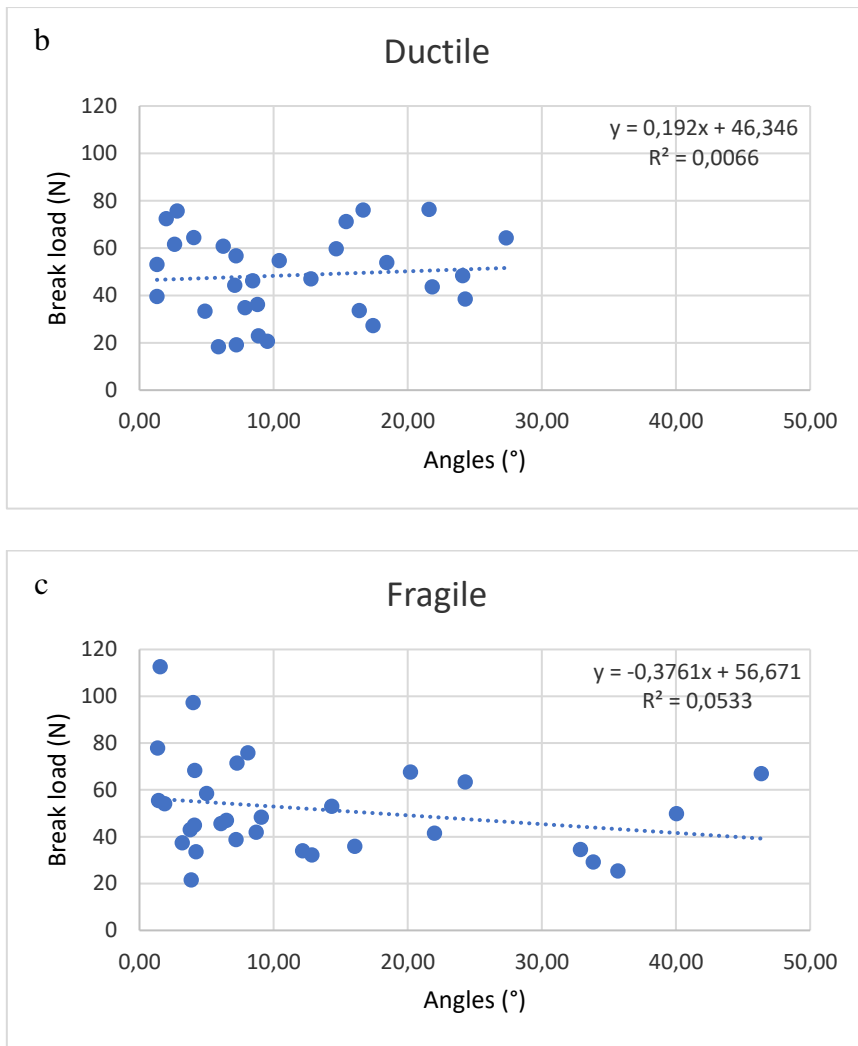 b
Ductile
y = 0,192x + 46,346
R² = 0,0066
120
100
80
60
40
20
0
Break load (N)
0,00 10,00 20,00 30,00 40,00 50,00
Angles (°)
c
Fragile
y = -0,3761x + 56,671
R² = 0,0533
120
100
80
60
40
20
0
Break load (N)
0,00 10,00 20,00 30,00 40,00 50,00
Angles (°)